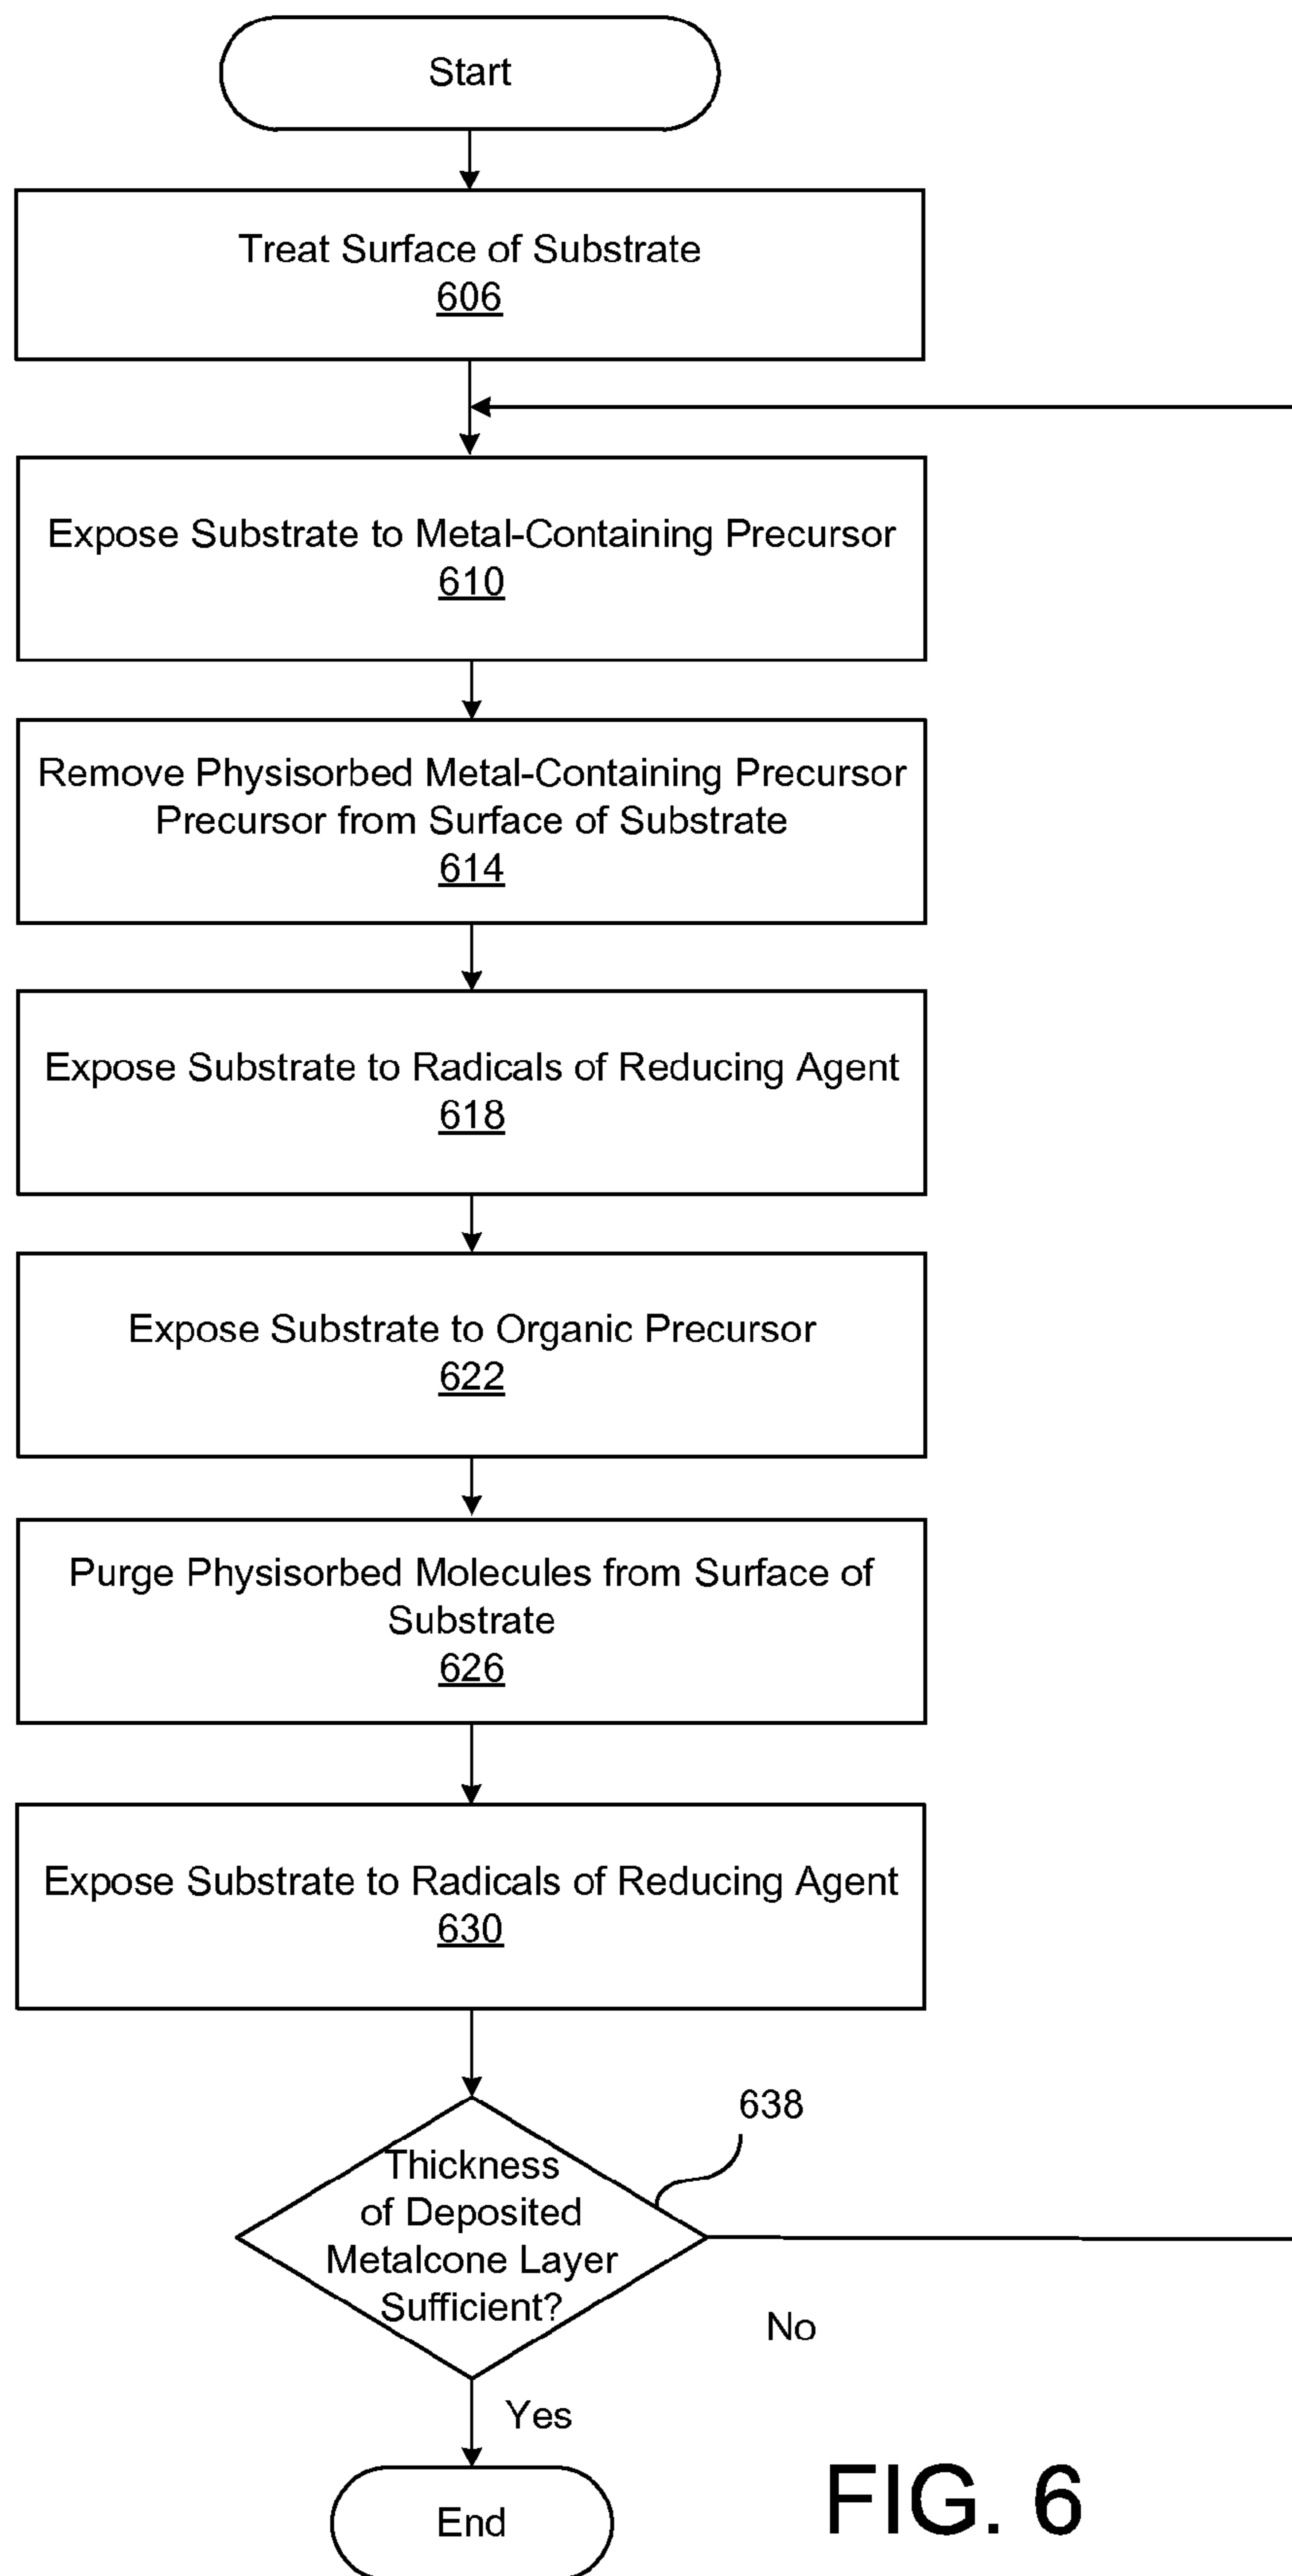 Start
Treat Surface of Substrate
606
Expose Substrate to Metal-Containing Precursor
610
Remove Physisorbed Metal-Containing Precursor
Precursor from Surface of Substrate
614
Expose Substrate to Radicals of Reducing Agent
618
Expose Substrate to Organic Precursor
622
Purge Physisorbed Molecules from Surface of
Substrate
626
Expose Substrate to Radicals of Reducing Agent
630
638
Thickness
of Deposited
Metalcone Layer
Sufficient?
No
Yes
End
FIG. 6